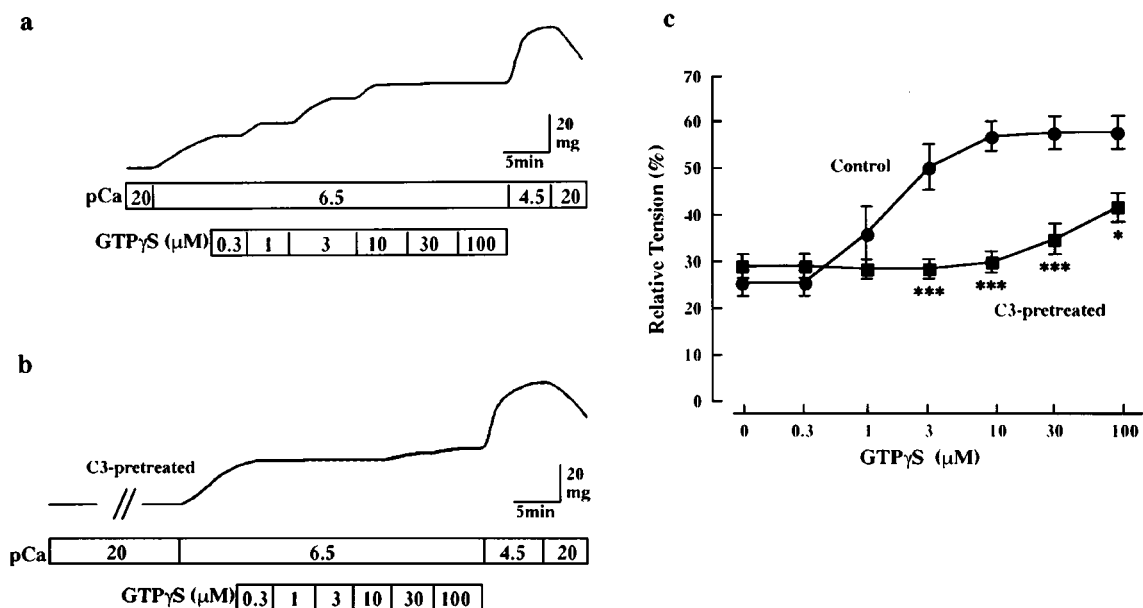 a
20
mg
5min
pCa 20 6.5 4.5 20
GTPγS (μM) 0.3 1 3 10 30 100
b
C3-pretreated
20
mg
5min
pCa 20 6.5 4.5 20
GTPγS (μM) 0.3 1 3 10 30 100
c
Relative Tension (%)
70
60
50
40
30
20
10
0
Control
***
***
***
*
C3-pretreated
0 0.3 1 3 10 30 100
GTPγS (μM)